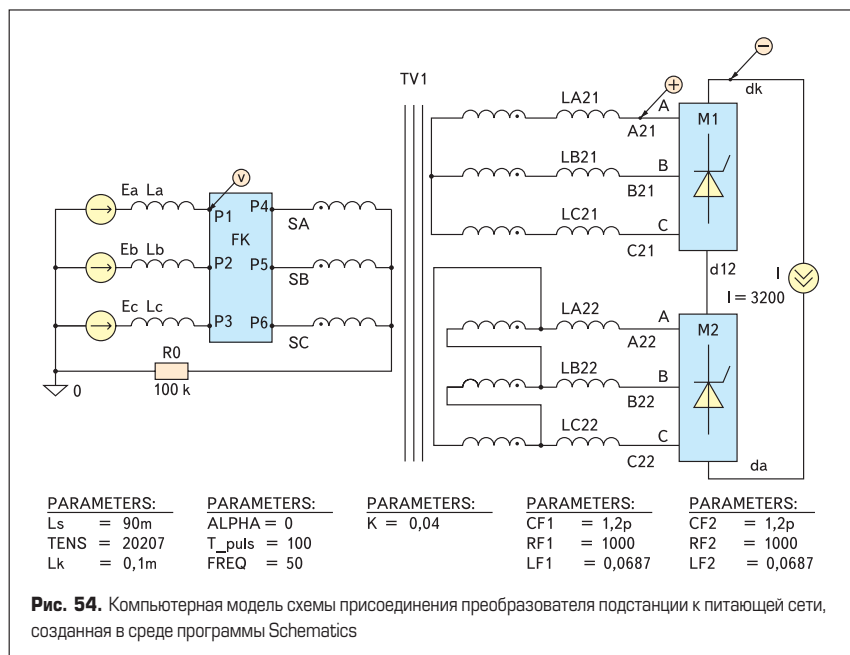 TV1
−
dk
LA21
+
A
A21
M1
LB21
B
B21
LC21
C
C21
Ea La
V
P1
P4
FK
SA
Eb Lb
P2
P5
SB
Ec Lc
P3
P6
SC
R0
100 k
0
d12
I
I = 3200
LA22
A
A22
M2
LB22
B
B22
LC22
C
C22
da
PARAMETERS:
Ls = 90m
TENS = 20207
Lk = 0,1m
PARAMETERS:
ALPHA = 0
T_puls = 100
FREQ = 50
PARAMETERS:
K = 0,04
PARAMETERS:
CF1 = 1,2p
RF1 = 1000
LF1 = 0,0687
PARAMETERS:
CF2 = 1,2p
RF2 = 1000
LF2 = 0,0687
Рис. 54. Компьютерная модель схемы присоединения преобразователя подстанции к питающей сети,
созданная в среде программы Schematics